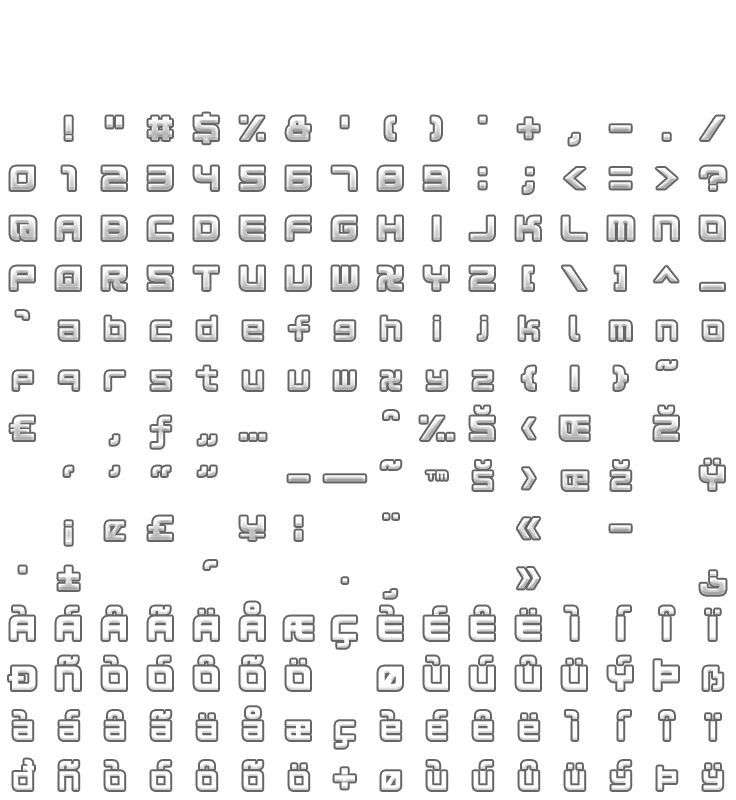 ! " # $ % & ' ( ) * + , - . /
0 1 2 3 4 5 6 7 8 9 : ; < = > ?
@ A B C D E F G H I J K L M N O
P Q R S T U V W X Y Z [ \ ] ^ _
` a b c d e f g h i j k l m n o
p q r s t u v w x y z { | } ~
€ ‚ ƒ „ … ˆ ‰ Š ‹ Œ Ž
‘ ’ “ ” – — ˜ ™ š › œ ž Ÿ
¡ ¢ £ ¥ ¦ ¨ « -
° ± ´ · ¸ » ¿
À Á Â Ã Ä Å Æ Ç È É Ê Ë Ì Í Î Ï
Ð Ñ Ò Ó Ô Õ Ö Ø Ù Ú Û Ü Ý Þ ß
à á â ã ä å æ ç è é ê ë ì í î ï
ð ñ ò ó ô õ ö ÷ ø ù ú û ü ý þ ÿ